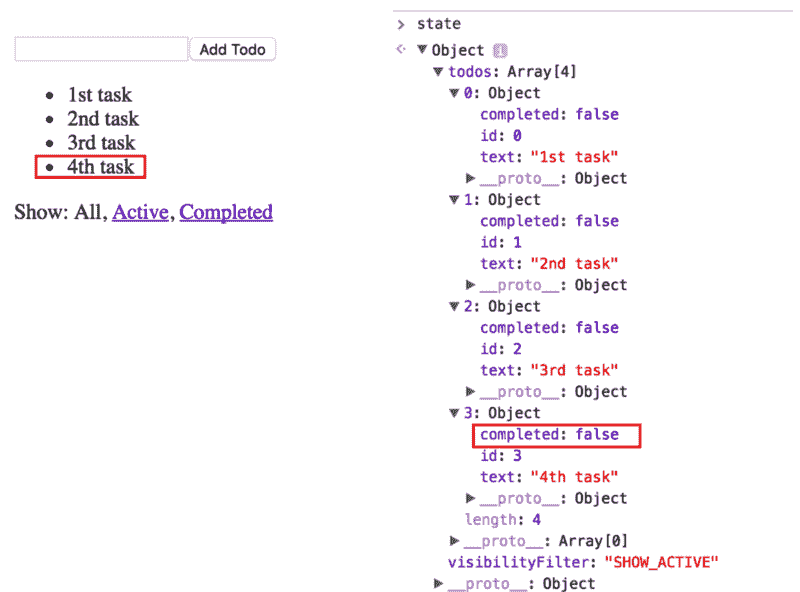 Add Todo
1st task
2nd task
3rd task
4th task
Show: All, Active, Completed
> state
Object i
todos: Array[4]
0: Object
completed: false
id: 0
text: "1st task"
__proto__: Object
1: Object
completed: false
id: 1
text: "2nd task"
__proto__: Object
2: Object
completed: false
id: 2
text: "3rd task"
__proto__: Object
3: Object
completed: false
id: 3
text: "4th task"
__proto__: Object
length: 4
__proto__: Array[0]
visibilityFilter: "SHOW_ACTIVE"
__proto__: Object